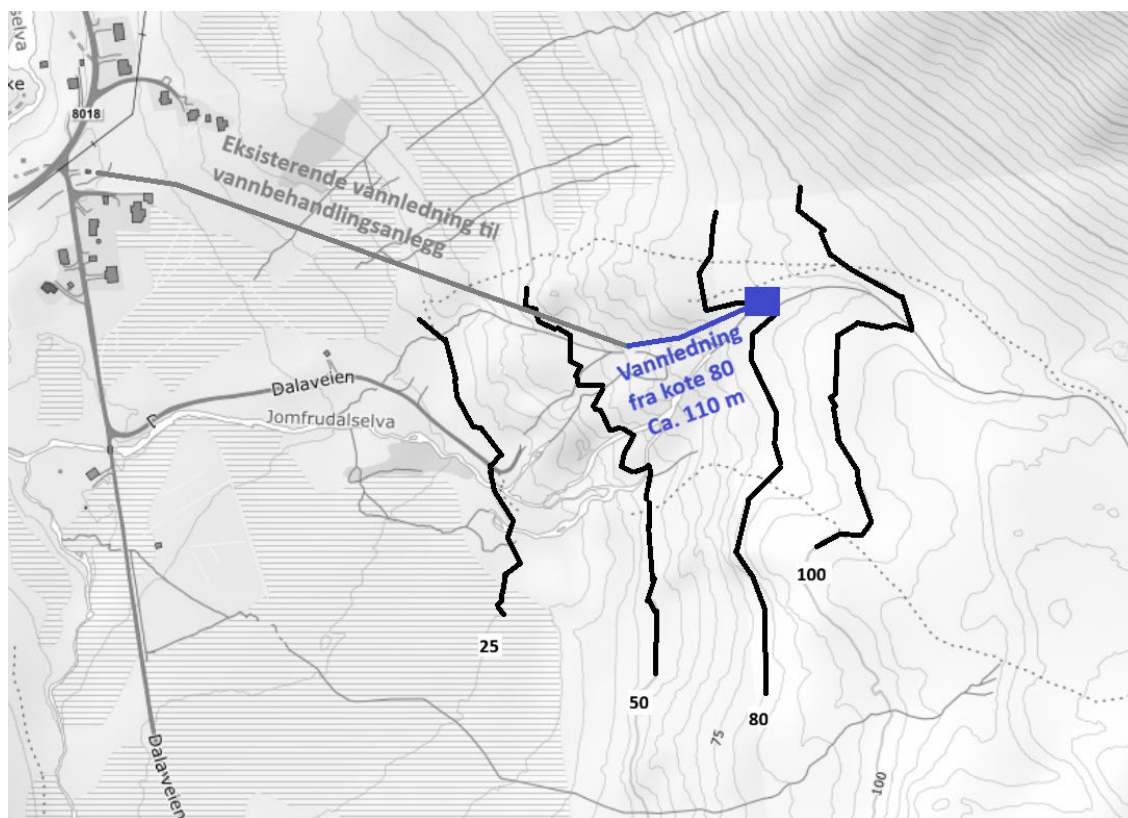 selva
ke
8018
Eksisterende vannledning til
vannbehandlingsanlegg
Vannledning
fra kote 80
Ca. 110 m
Dalaveien
Jomfrudalselva
100
25
50
80
75
100
Dalaveien